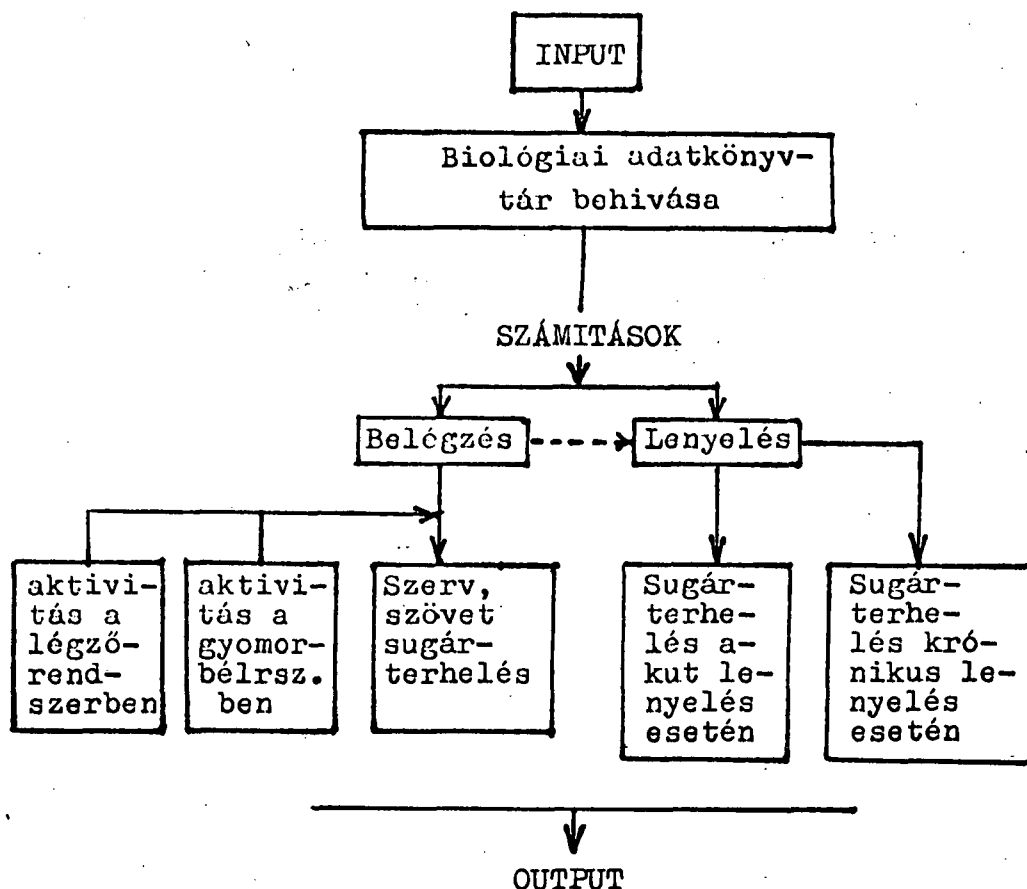 INPUT
Biológiai adatkönyv-
tár behivása
SZÁMITÁSOK
Belégzés
Lenyelés
aktivi-
tás a
légző-
rend-
szerben
aktivi-
tás a
gyomor-
bélrsz.
ben
Szerv,
szövet
sugár-
terhelés
Sugár-
terhe-
lés a-
kut le-
nyelés
esetén
Sugár-
terhe-
lés kró-
nikus le-
nyelés
esetén
OUTPUT